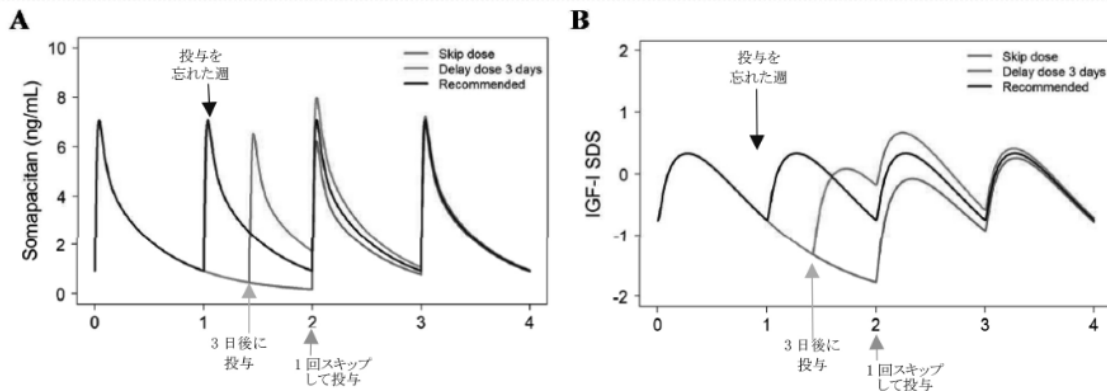 A
投与を
忘れた週
Skip dose
Delay dose 3 days
Recommended
Somapacitan (ng/mL)
10
8
6
4
2
0
0 1 2 3 4
3 日後に
投与
1 回スキップ
して投与
B
投与を
忘れた週
Skip dose
Delay dose 3 days
Recommended
IGF-I SDS
2
1
0
-1
-2
0 1 2 3 4
3 日後に
投与
1 回スキップ
して投与